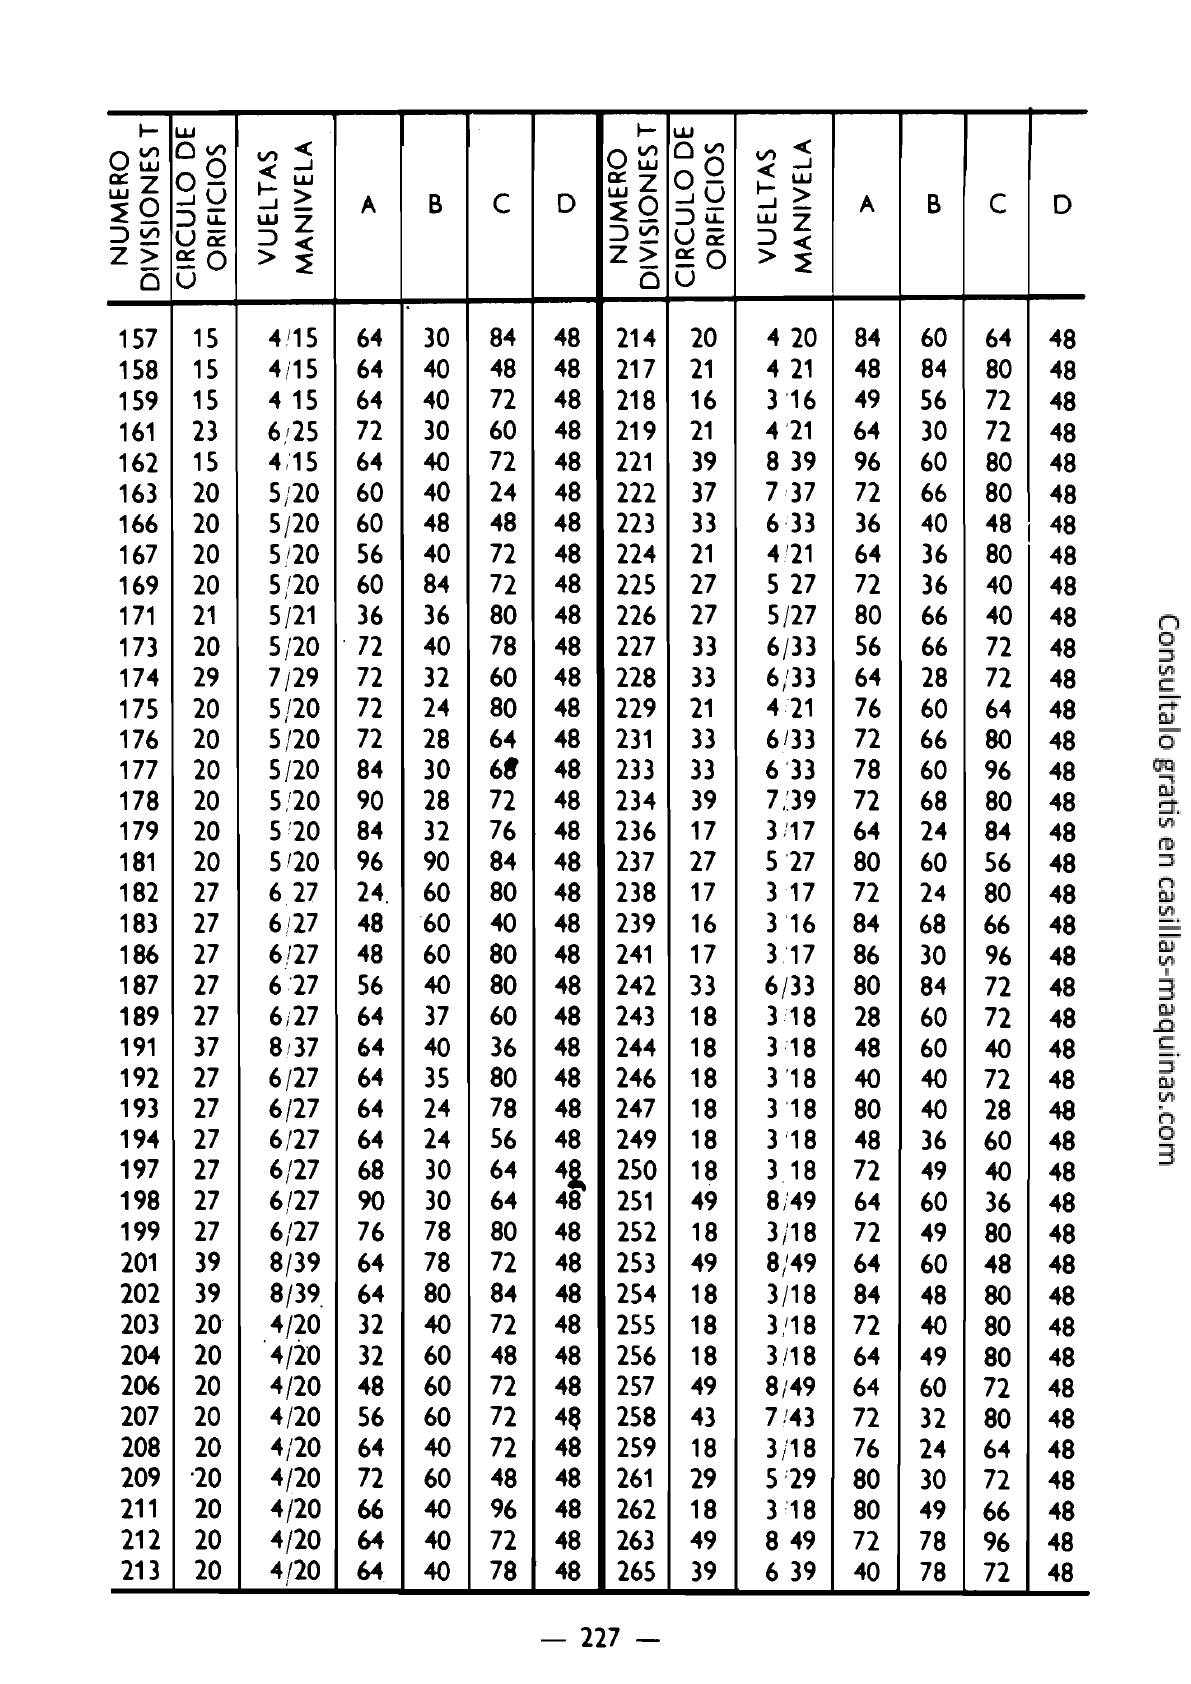 NUMERO DIVISIONES T CIRCULO DE ORIFICIOS VUELTAS MANIVELA A B C D NUMERO DIVISIONES T CIRCULO DE ORIFICIOS VUELTAS MANIVELA A B C D
157 15 4/15 64 30 84 48 214 20 4 20 84 60 64 48
158 15 4/15 64 40 48 48 217 21 4 21 48 84 80 48
159 15 4 15 64 40 72 48 218 16 3/16 49 56 72 48
161 23 6/25 72 30 60 48 219 21 4/21 64 30 72 48
162 15 4/15 64 40 72 48 221 39 8 39 96 60 80 48
163 20 5/20 60 40 24 48 222 37 7/37 72 66 80 48
166 20 5/20 60 48 48 48 223 33 6/33 36 40 48 48
167 20 5/20 56 40 72 48 224 21 4/21 64 36 80 48
169 20 5/20 60 84 72 48 225 27 5 27 72 36 40 48
171 21 5/21 36 36 80 48 226 27 5/27 80 66 40 48
173 20 5/20 72 40 78 48 227 33 6/33 56 66 72 48
174 29 7/29 72 32 60 48 228 33 6/33 64 28 72 48
175 20 5/20 72 24 80 48 229 21 4/21 76 60 64 48
176 20 5/20 72 28 64 48 231 33 6/33 72 66 80 48
177 20 5/20 84 30 68 48 233 33 6/33 78 60 96 48
178 20 5/20 90 28 72 48 234 39 7/39 72 68 80 48
179 20 5/20 84 32 76 48 236 17 3/17 64 24 84 48
181 20 5/20 96 90 84 48 237 27 5/27 80 60 56 48
182 27 6 27 24 60 80 48 238 17 3 17 72 24 80 48
183 27 6/27 48 60 40 48 239 16 3/16 84 68 66 48
186 27 6/27 48 60 80 48 241 17 3/17 86 30 96 48
187 27 6/27 56 40 80 48 242 33 6/33 80 84 72 48
189 27 6/27 64 37 60 48 243 18 3/18 28 60 72 48
191 37 8/37 64 40 36 48 244 18 3/18 48 60 40 48
192 27 6/27 64 35 80 48 246 18 3/18 40 40 72 48
193 27 6/27 64 24 78 48 247 18 3/18 80 40 28 48
194 27 6/27 64 24 56 48 249 18 3/18 48 36 60 48
197 27 6/27 68 30 64 48 250 18 3 18 72 49 40 48
198 27 6/27 90 30 64 48 251 49 8/49 64 60 36 48
199 27 6/27 76 78 80 48 252 18 3/18 72 49 80 48
201 39 8/39 64 78 72 48 253 49 8/49 64 60 48 48
202 39 8/39 64 80 84 48 254 18 3/18 84 48 80 48
203 20 4/20 32 40 72 48 255 18 3/18 72 40 80 48
204 20 4/20 32 60 48 48 256 18 3/18 64 49 80 48
206 20 4/20 48 60 72 48 257 49 8/49 64 60 72 48
207 20 4/20 56 60 72 48 258 43 7/43 72 32 80 48
208 20 4/20 64 40 72 48 259 18 3/18 76 24 64 48
209 20 4/20 72 60 48 48 261 29 5/29 80 30 72 48
211 20 4/20 66 40 96 48 262 18 3/18 80 49 66 48
212 20 4/20 64 40 72 48 263 49 8 49 72 78 96 48
213 20 4/20 64 40 78 48 265 39 6 39 40 78 72 48
— 227 —
Consultalo gratis en casillas-maquinas.com